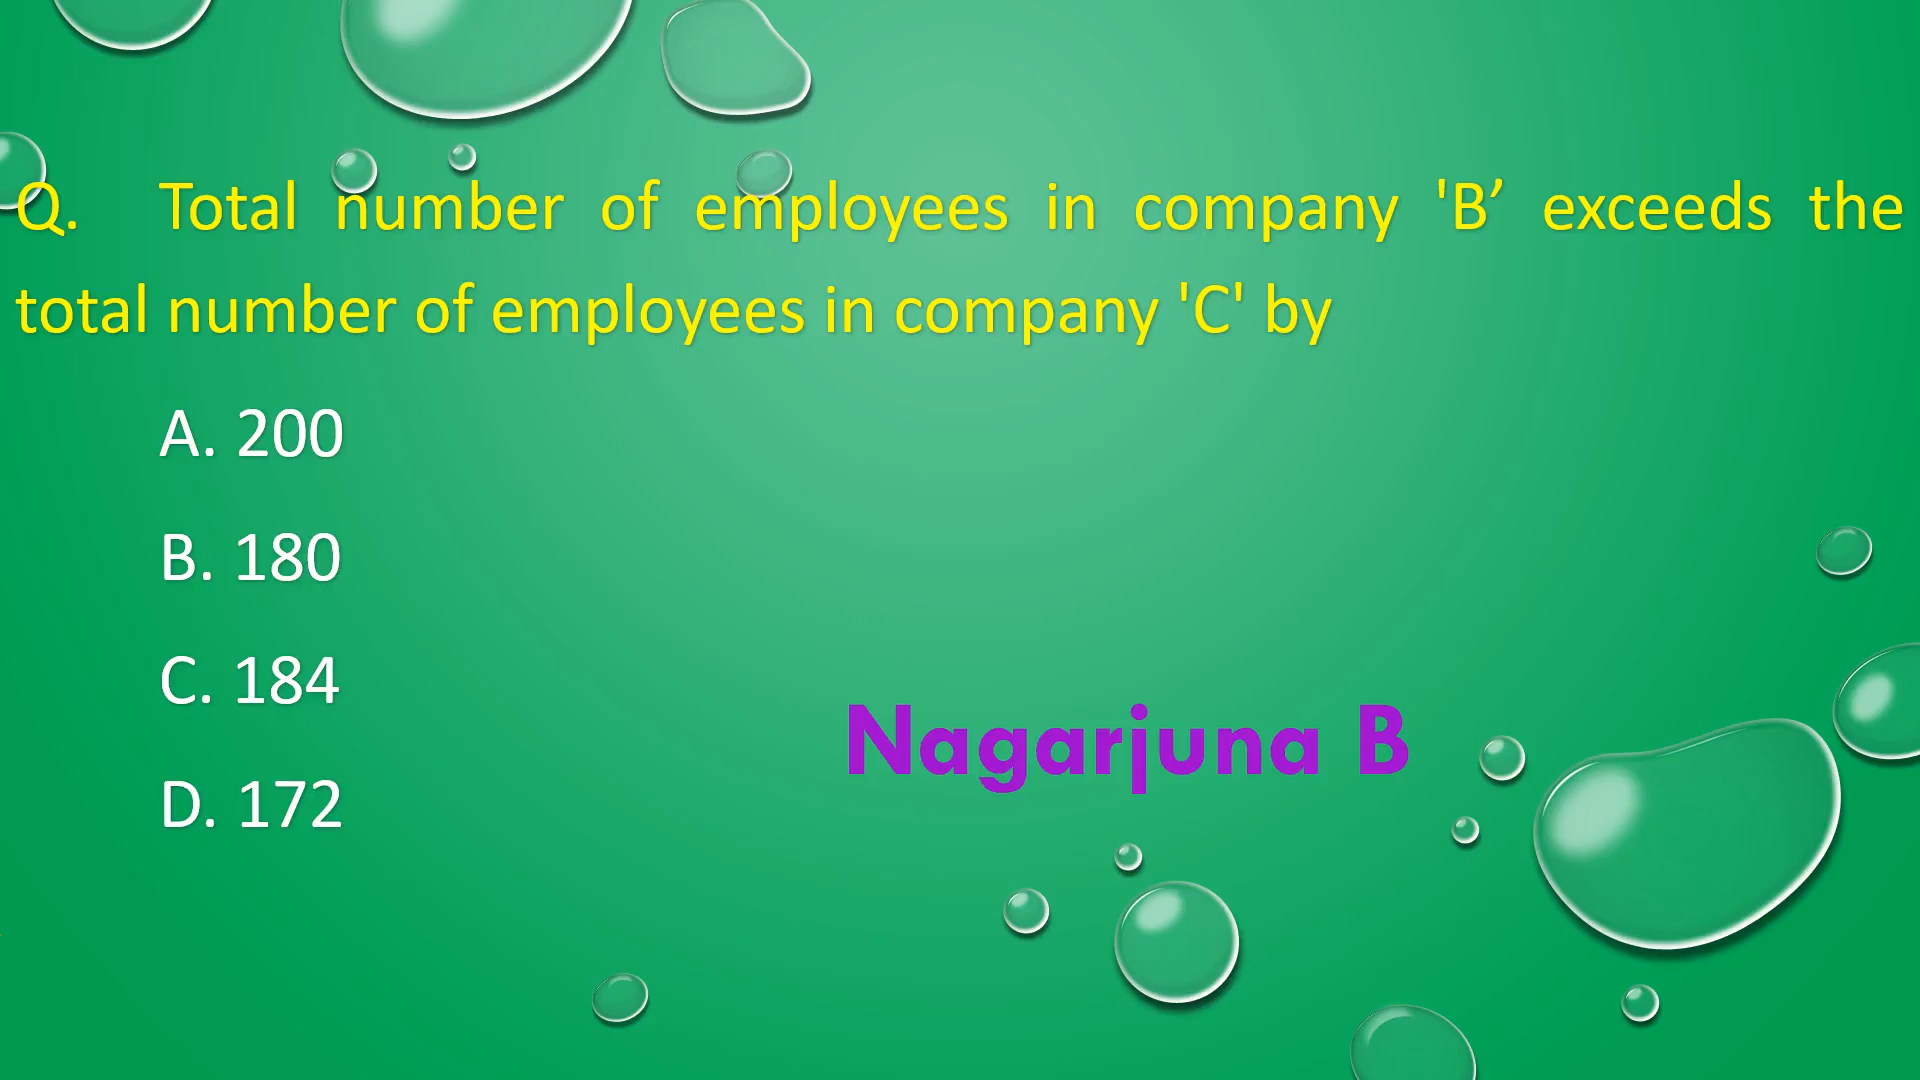 Q. Total number of employees in company 'B’ exceeds the
total number of employees in company 'C' by
A. 200
B. 180
C. 184
D. 172
Nagarjuna B